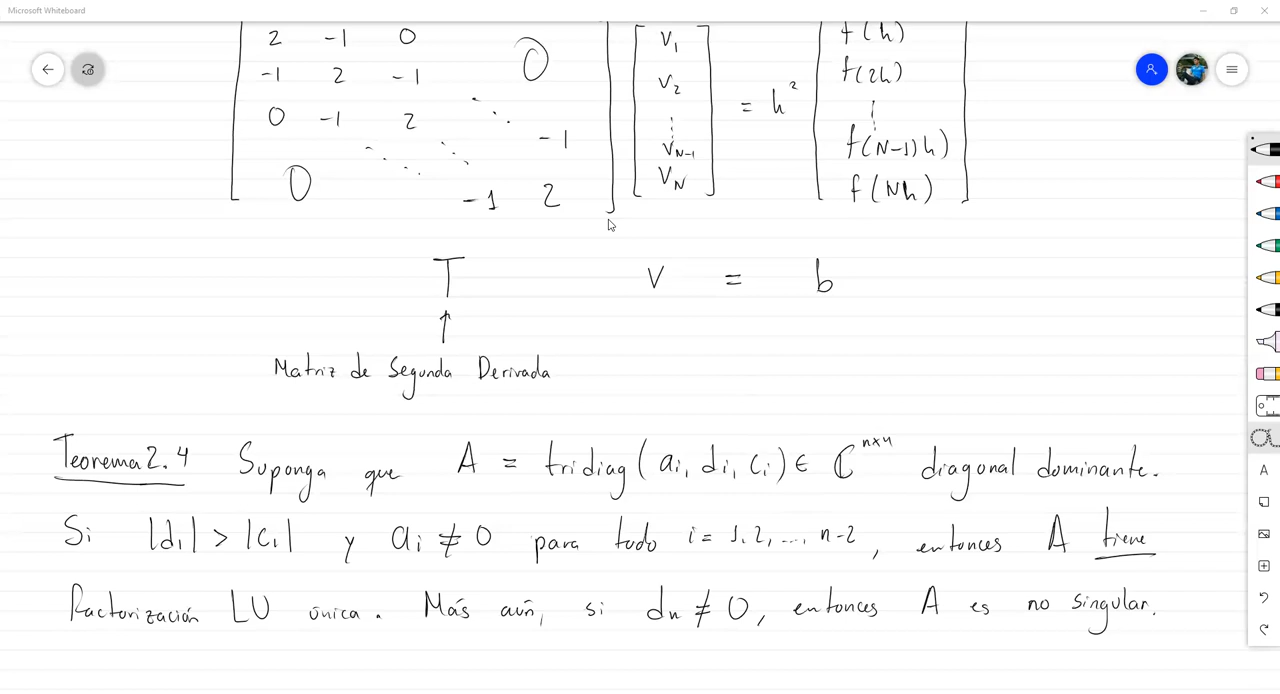 Microsoft Whiteboard
2 -1 0
-1 2 -1 0
0 -1 2 ⋱ -1
0 ⋱ ⋱ -1 2
v₁
v₂
⋮
v_{N-1}
v_N
= h²
f(h)
f(2h)
⋮
f(N-1)h)
f(Nh)
T v = b
↑
Matriz de Segunda Derivada
Teorema 2.4 Suponga que A = tridiag(aᵢ, dᵢ, cᵢ) ∈ ℂⁿˣⁿ diagonal dominante.
Si |d₁| > |c₁| y aᵢ ≠ 0 para todo i = 1, 2, ..., n-2, entonces A tiene
Factorización LU única. Más aún, si dₙ ≠ 0, entonces A es no singular.
A